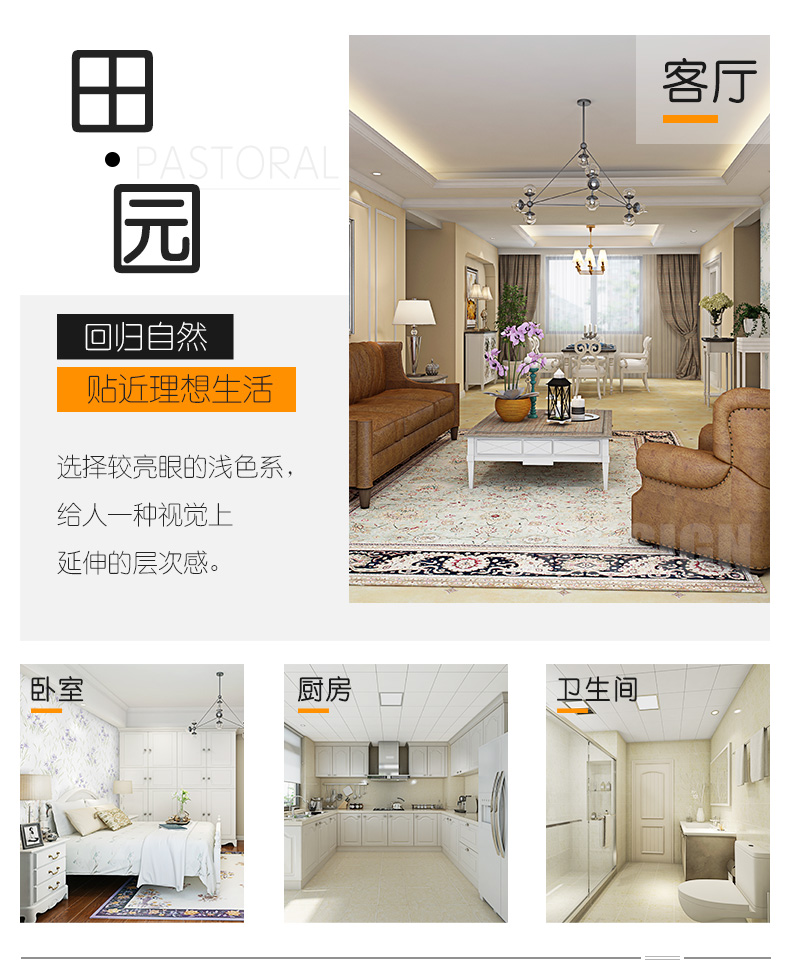 田
·
PASTORAL
园
客厅
回归自然
贴近理想生活
选择较亮眼的浅色系，
给人一种视觉上
延伸的层次感。
卧室
厨房
卫生间